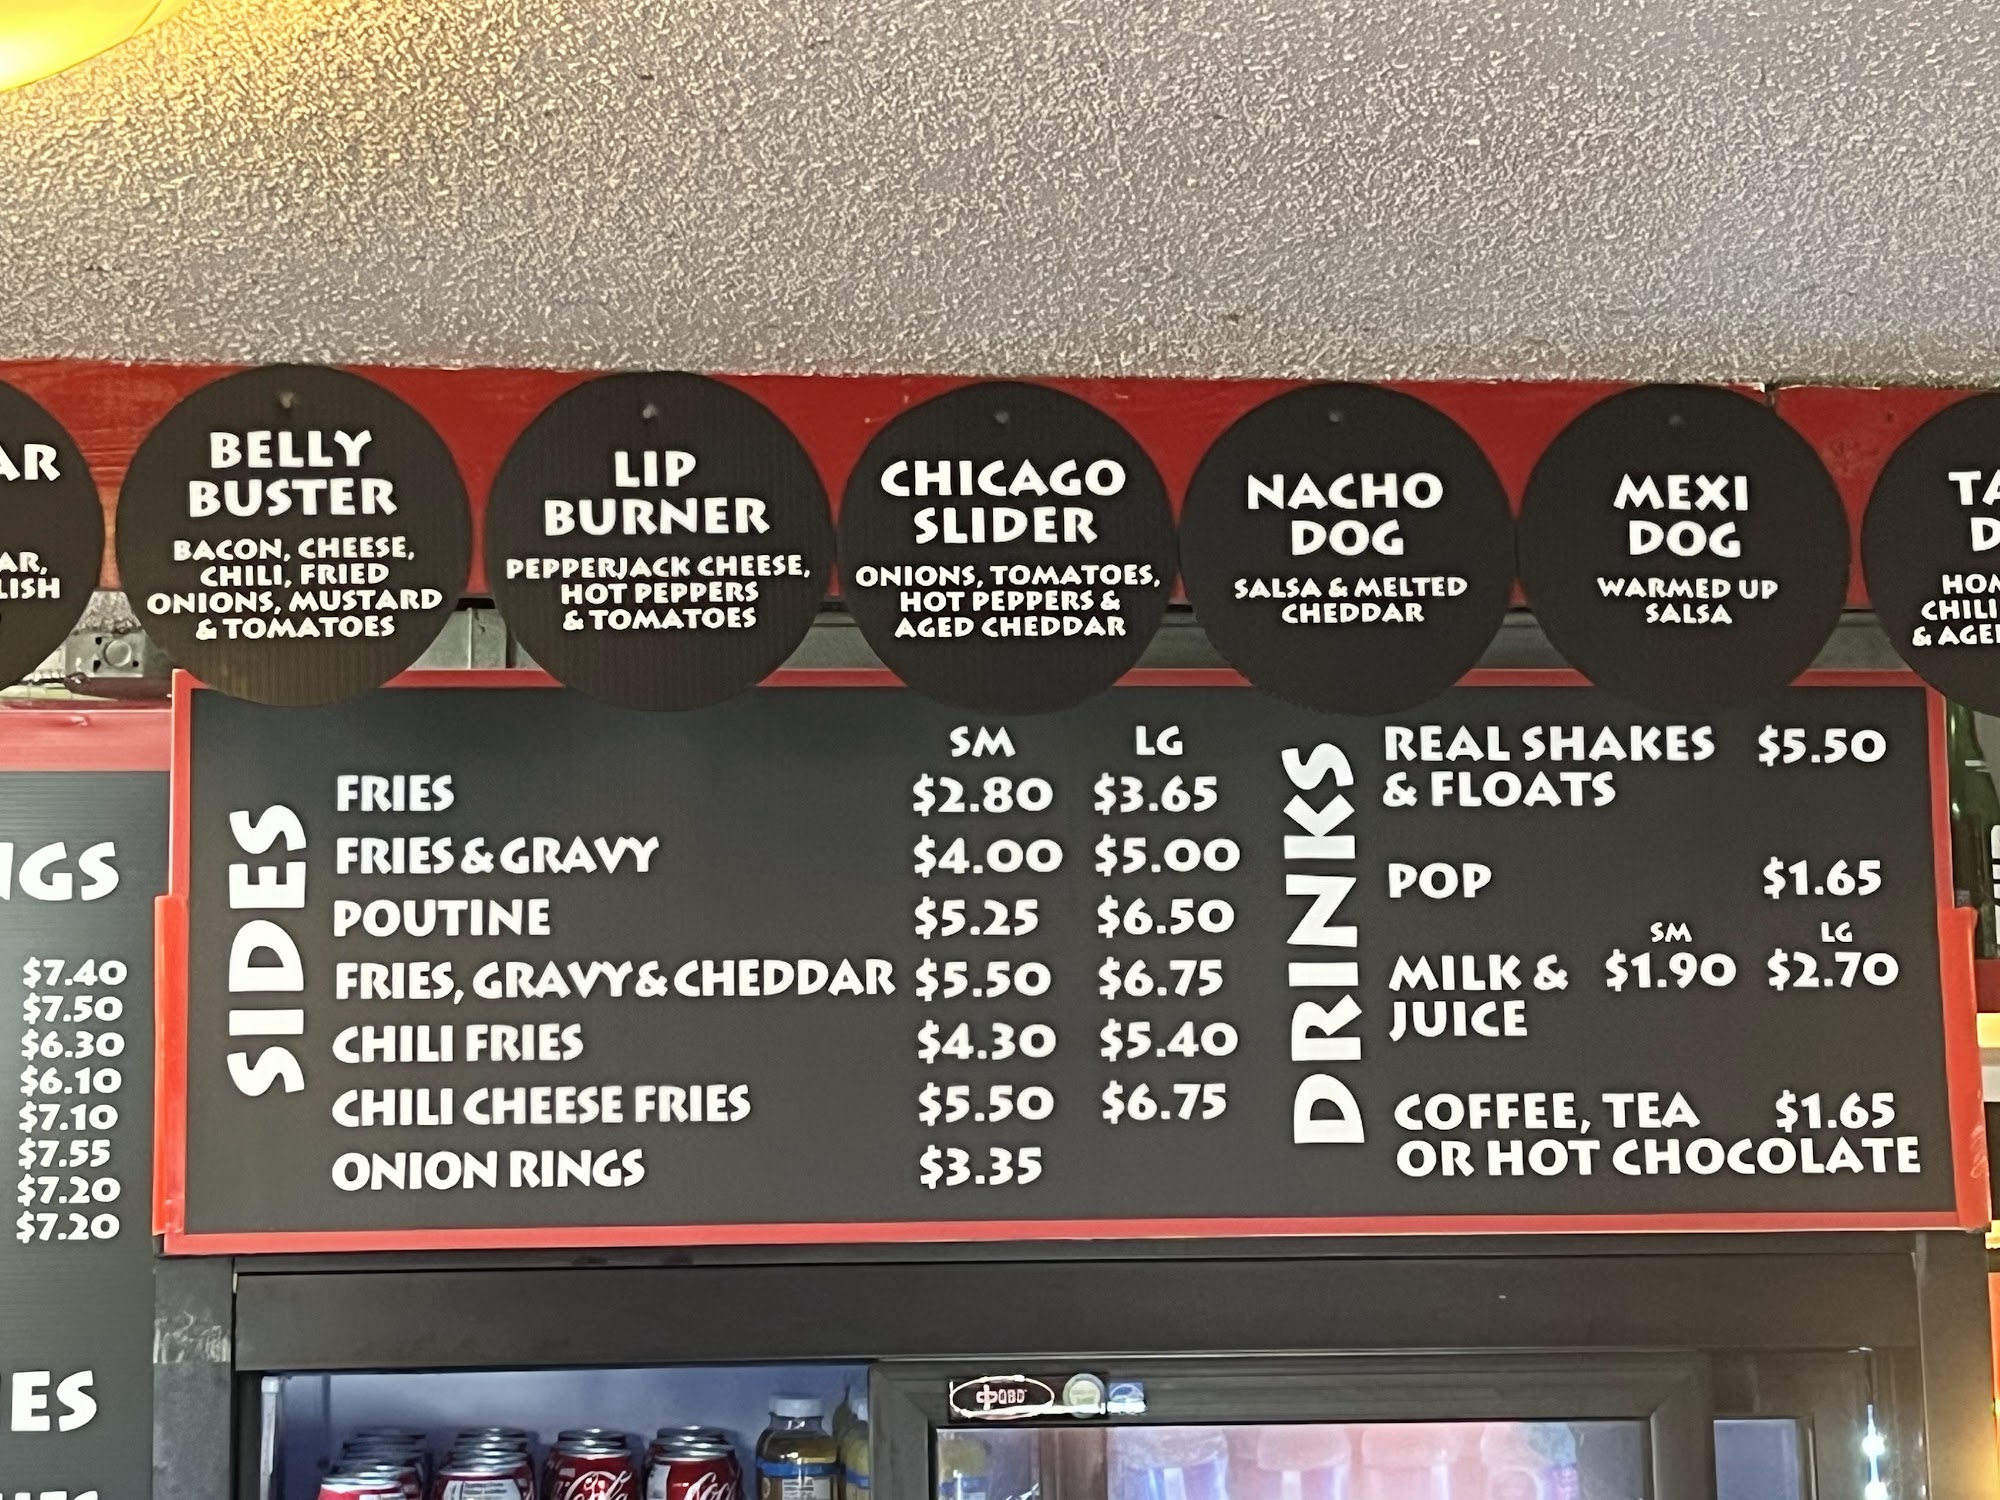 BELLY
BUSTER
BACON, CHEESE,
CHILI, FRIED
ONIONS, MUSTARD
& TOMATOES
LIP
BURNER
PEPPERJACK CHEESE,
HOT PEPPERS
& TOMATOES
CHICAGO
SLIDER
ONIONS, TOMATOES,
HOT PEPPERS &
AGED CHEDDAR
NACHO
DOG
SALSA & MELTED
CHEDDAR
MEXI
DOG
WARMED UP
SALSA
CHILI
&
$7.40
$7.50
$6.30
$6.10
$7.10
$7.55
$7.20
$7.20
SIDES
SM LG
FRIES $2.80 $3.65
FRIES & GRAVY $4.00 $5.00
POUTINE $5.25 $6.50
FRIES, GRAVY & CHEDDAR $5.50 $6.75
CHILI FRIES $4.30 $5.40
CHILI CHEESE FRIES $5.50 $6.75
ONION RINGS $3.35
DRINKS
REAL SHAKES $5.50
& FLOATS
POP $1.65
SM LG
MILK & $1.90 $2.70
JUICE
COFFEE, TEA $1.65
OR HOT CHOCOLATE
QBD